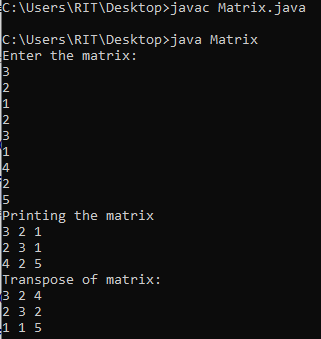 C:\Users\RIT\Desktop>javac Matrix.java
C:\Users\RIT\Desktop>java Matrix
Enter the matrix:
3
2
1
2
3
1
4
2
5
Printing the matrix
3 2 1
2 3 1
4 2 5
Transpose of matrix:
3 2 4
2 3 2
1 1 5